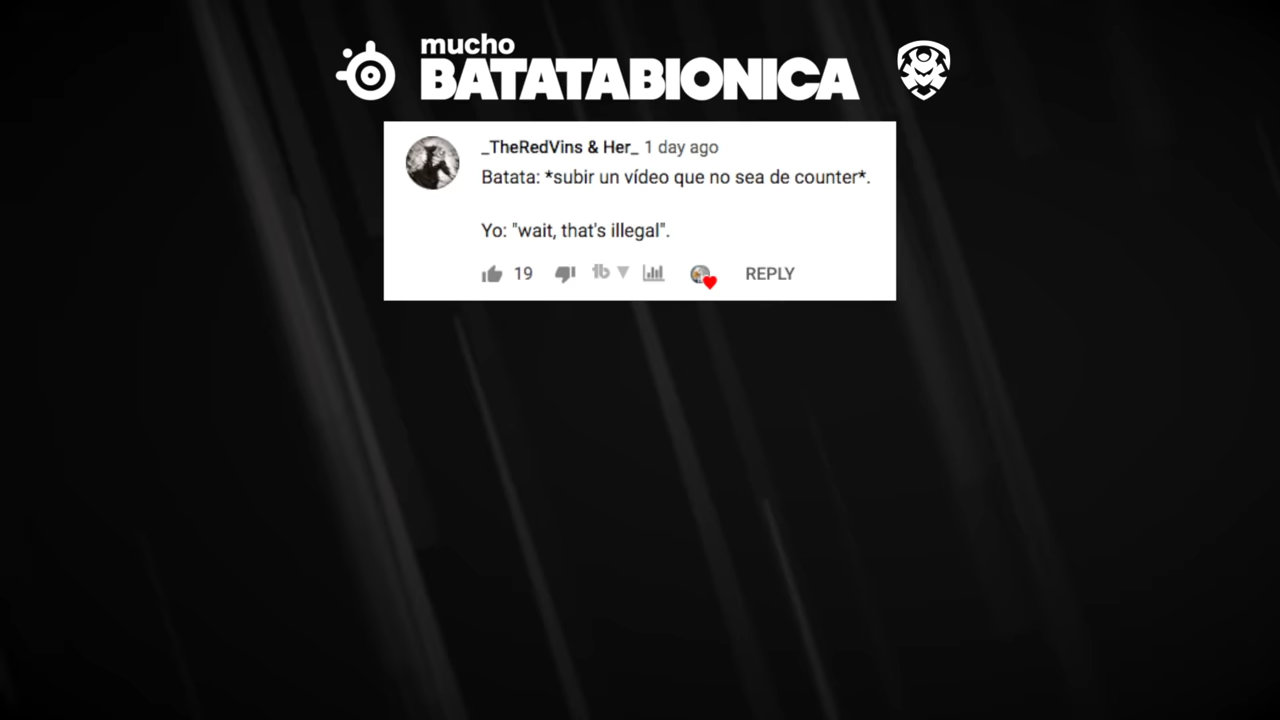 mucho
BATATABIONICA
_TheRedVins & Her_ 1 day ago
Batata: *subir un vídeo que no sea de counter*.
Yo: "wait, that's illegal".
19 tb REPLY